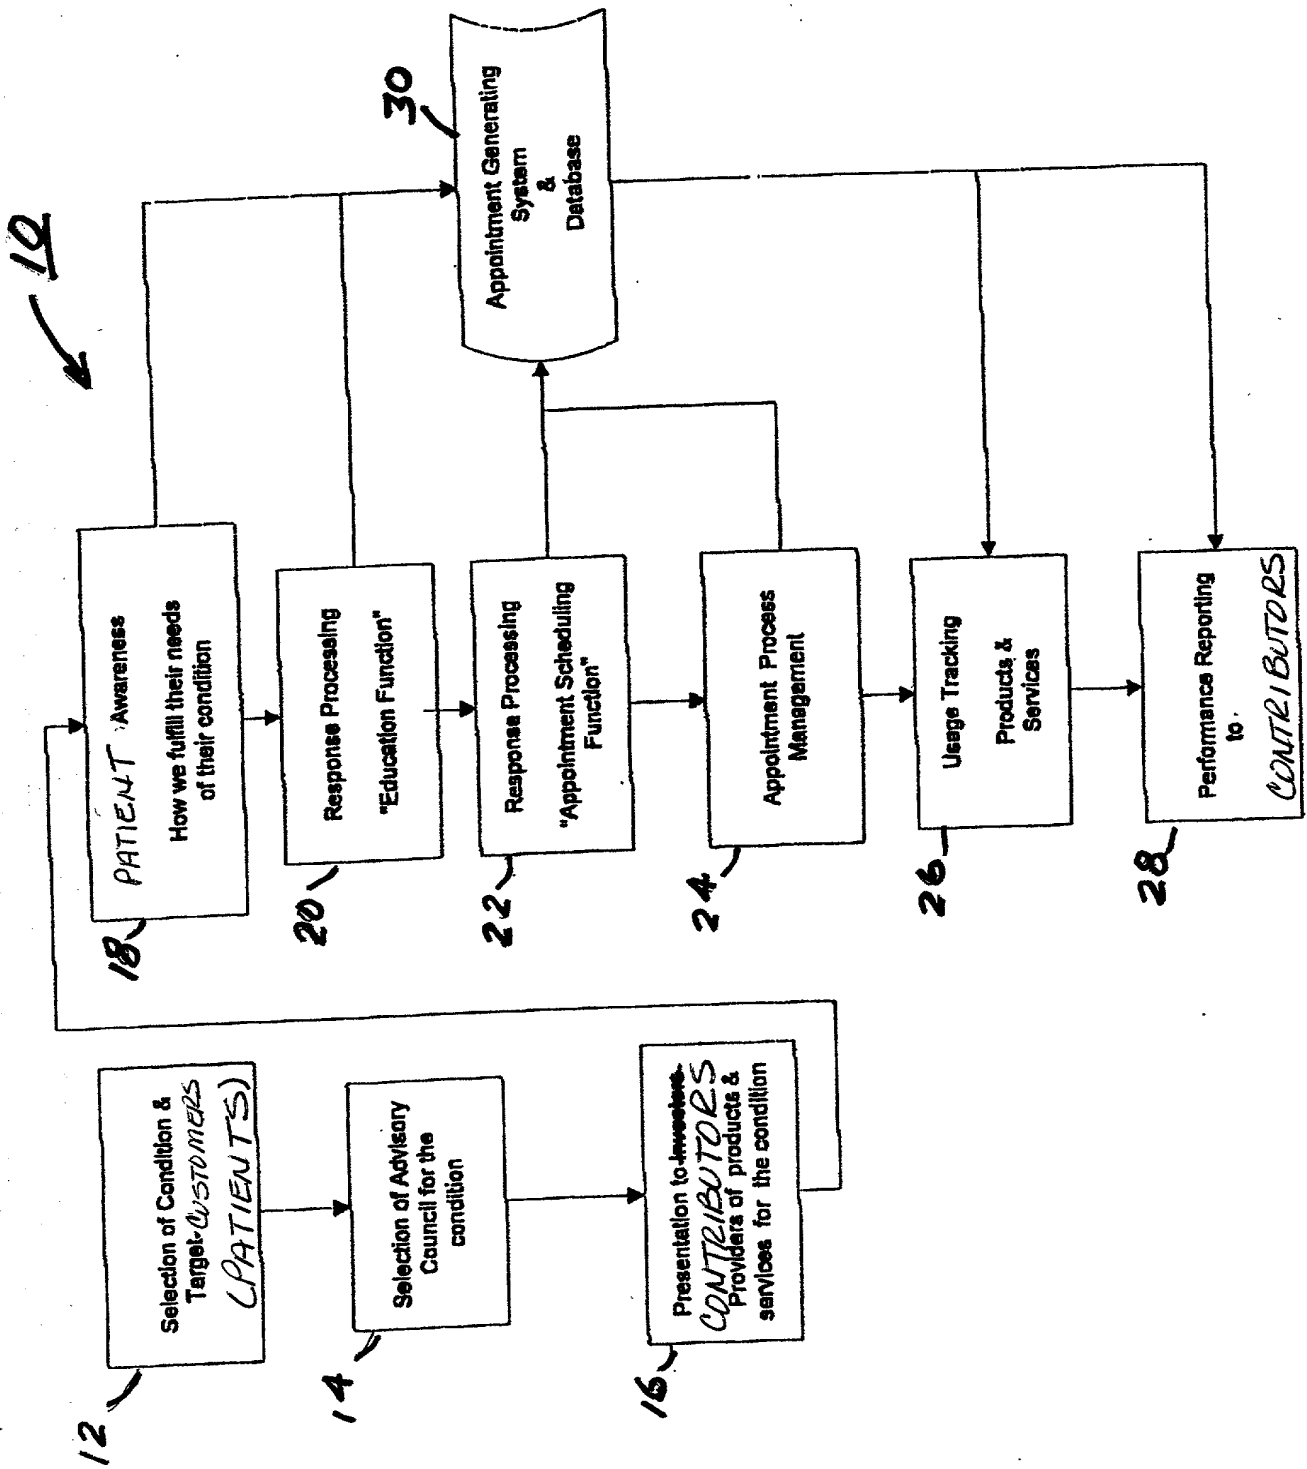 10
12
Selection of Condition &
Target CUSTOMERS
(PATIENTS)
14
Selection of Advisory
Council for the
condition
16
Presentation to Investors
CONTRIBUTORS
Providers of products &
services for the condition
18
PATIENT Awareness
How we fulfill their needs
of their condition
20
Response Processing
"Education Function"
22
Response Processing
"Appointment Scheduling
Function"
24
Appointment Process
Management
26
Usage Tracking
Products &
Services
28
Performance Reporting
to
CONTRIBUTORS
30
Appointment Generating
System
&
Database